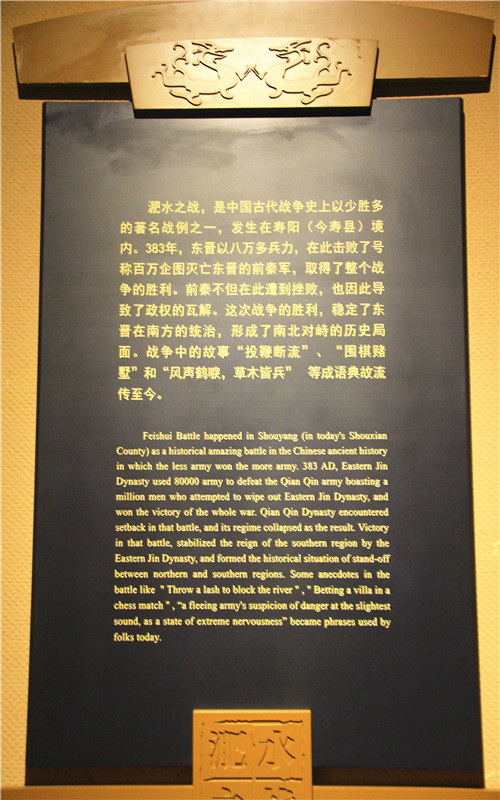 淝水之战，是中国古代战争史上以少胜多
的著名战例之一，发生在寿阳（今寿县）境
内。383年，东晋以八万多兵力，在此击败了号
称百万企图灭亡东晋的前秦军，取得了整个战
争的胜利。前秦不但在此遭到挫败，也因此导
致了政权的瓦解。这次战争的胜利，稳定了东
晋在南方的统治，形成了南北对峙的历史局
面。战争中的故事“投鞭断流”、“围棋赌
墅”和“风声鹤唳，草木皆兵” 等成语典故流
传至今。
Feishui Battle happened in Shouyang (in today's Shouxian
County) as a historical amazing battle in the Chinese ancient history
in which the less army won the more army. 383 AD, Eastern Jin
Dynasty used 80000 army to defeat the Qian Qin army boasting a
million men who attempted to wipe out Eastern Jin Dynasty, and
won the victory of the whole war. Qian Qin Dynasty encountered
setback in that battle, and its regime collapsed as the result. Victory
in that battle, stabilized the reign of the southern region by the
Eastern Jin Dynasty, and formed the historical situation of stand-off
between northern and southern regions. Some anecdotes in the
battle like " Throw a lash to block the river " , " Betting a villa in a
chess match " , “a fleeing army's suspicion of danger at the slightest
sound, as a state of extreme nervousness” became phrases used by
folks today.
淝水